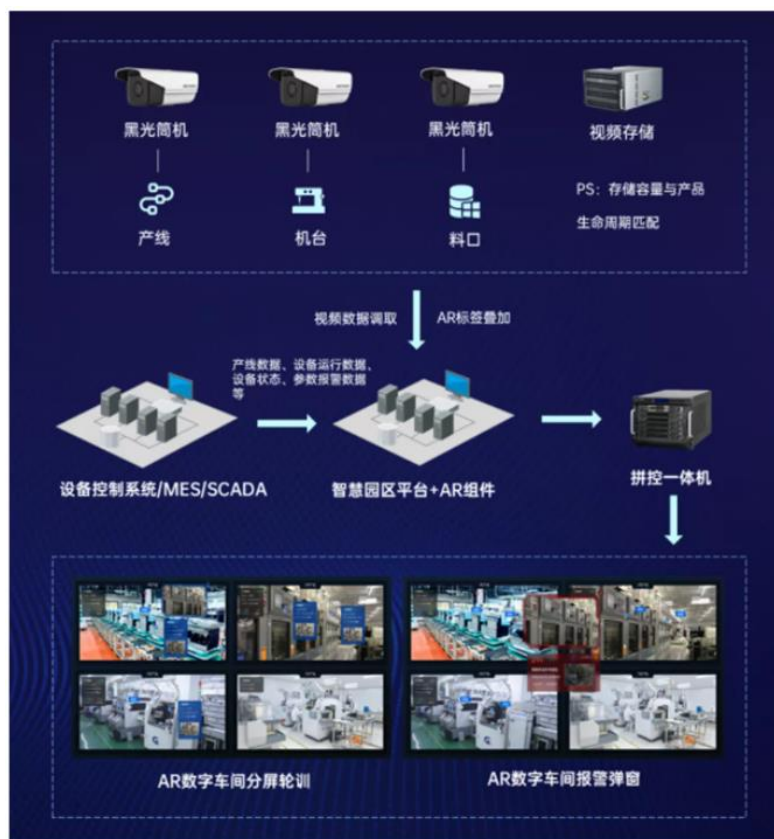 黑光筒机
黑光筒机
黑光筒机
视频存储
产线
机台
料口
PS：存储容量与产品
生命周期匹配
视频数据调取
AR标签叠加
产线数据、设备运行数据、
设备状态、参数报警数据
等
设备控制系统/MES/SCADA
智慧园区平台+AR组件
拼控一体机
AR数字车间分屏轮训
AR数字车间报警弹窗